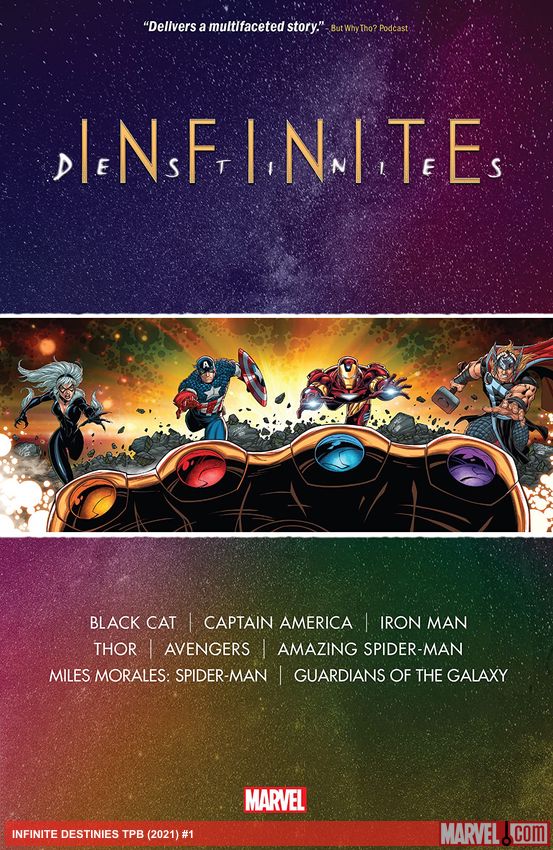 "Delivers a multifaceted story." - But Why Tho? Podcast
INFINITE
DESTINIES
BLACK CAT | CAPTAIN AMERICA | IRON MAN
THOR | AVENGERS | AMAZING SPIDER-MAN
MILES MORALES: SPIDER-MAN | GUARDIANS OF THE GALAXY
MARVEL
INFINITE DESTINIES TPB (2021) #1
MARVEL.com